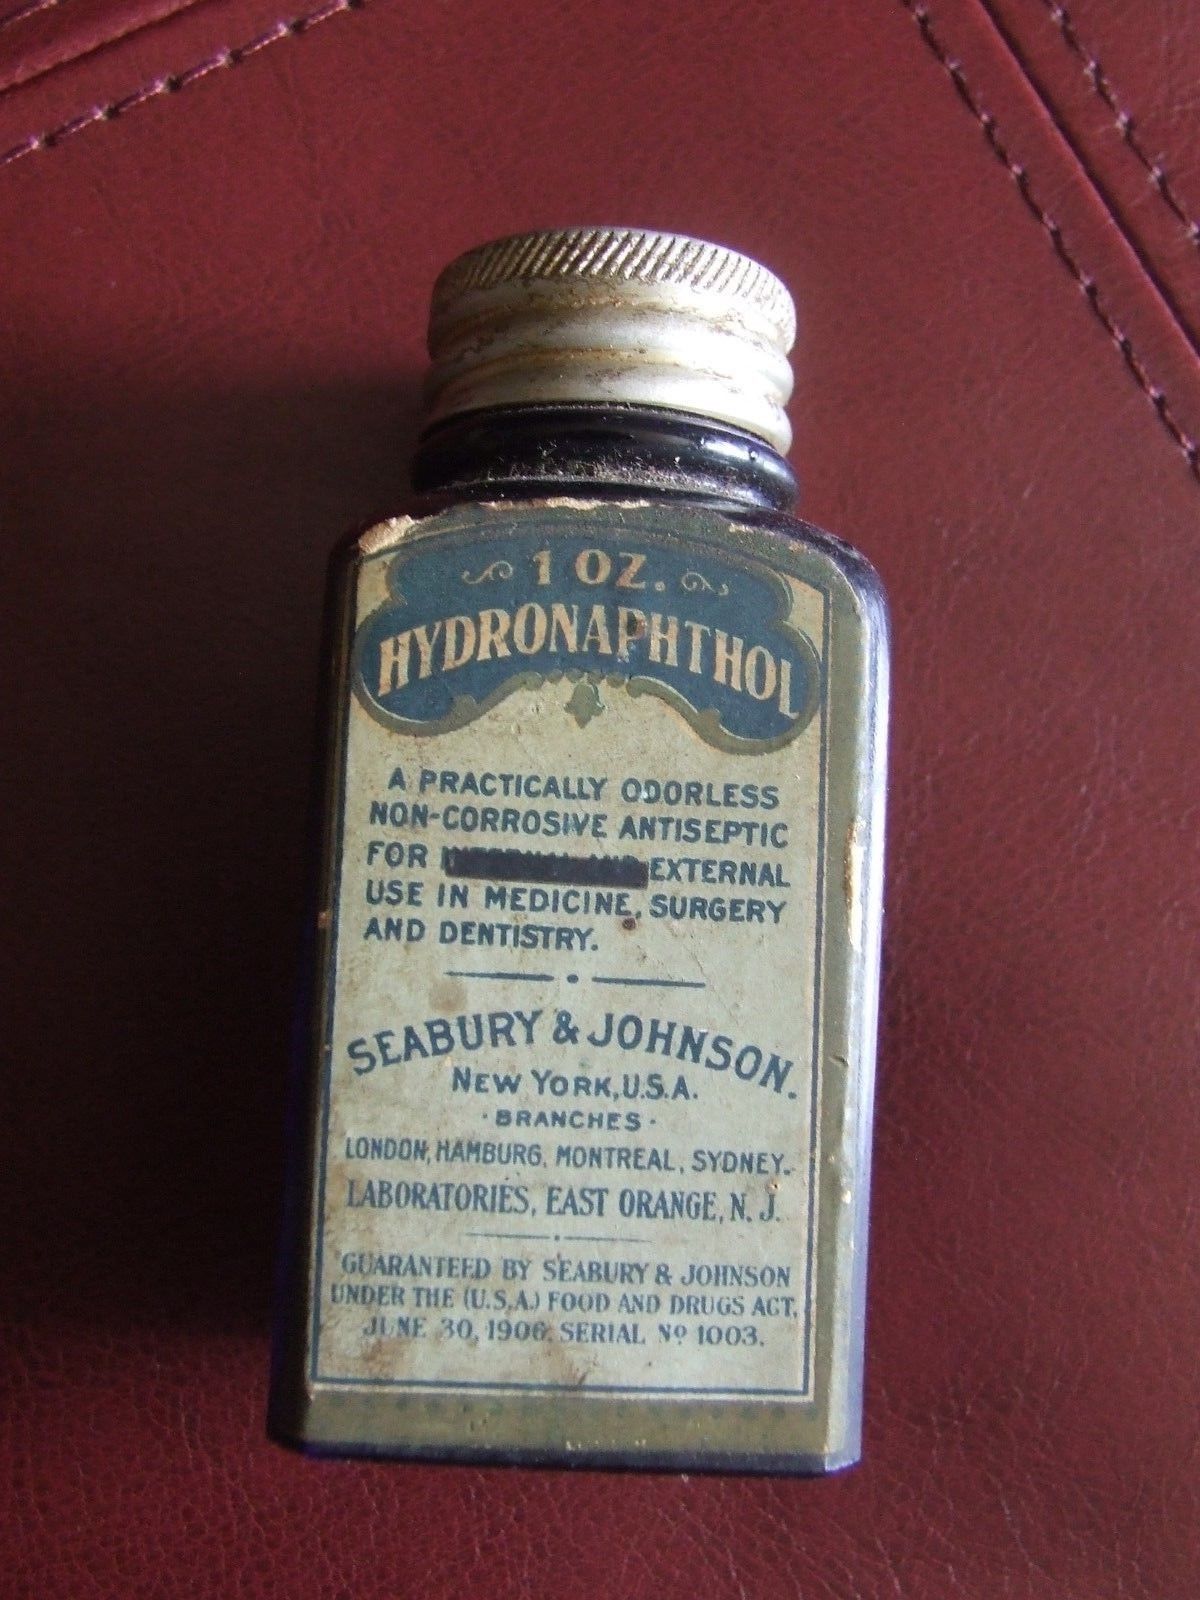 1 OZ.
HYDRONAPHTHOL
A PRACTICALLY ODORLESS
NON-CORROSIVE ANTISEPTIC
FOR INTERNAL AND EXTERNAL
USE IN MEDICINE, SURGERY
AND DENTISTRY.
SEABURY & JOHNSON.
NEW YORK, U.S.A.
·BRANCHES·
LONDON, HAMBURG, MONTREAL, SYDNEY.
LABORATORIES, EAST ORANGE, N. J.
GUARANTEED BY SEABURY & JOHNSON
UNDER THE (U.S.A.) FOOD AND DRUGS ACT,
JUNE 30, 1906. SERIAL Nº 1003.